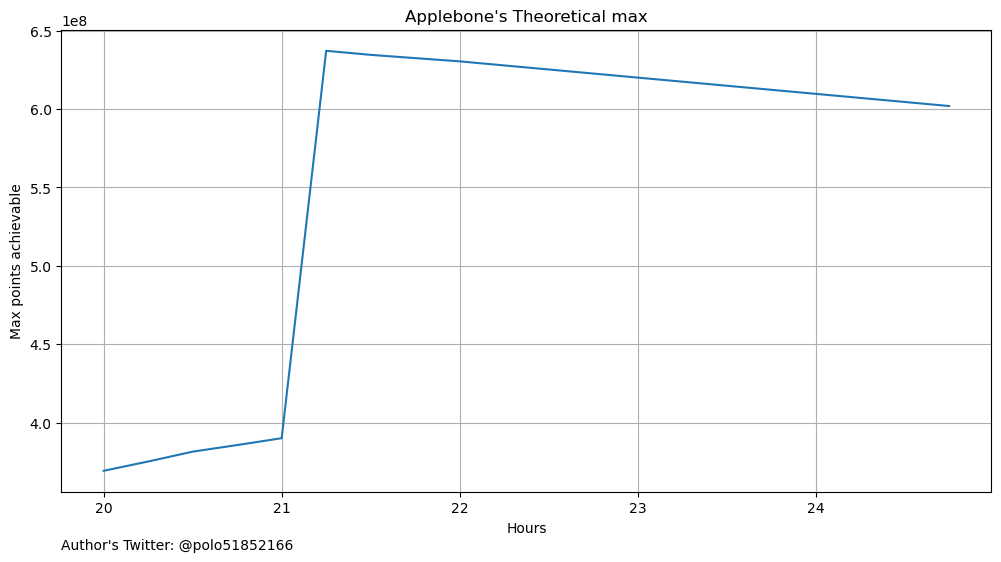 Applebone's Theoretical max
1e8
6.5
6.0
5.5
5.0
4.5
4.0
Max points achievable
20 21 22 23 24
Hours
Author's Twitter: @polo51852166